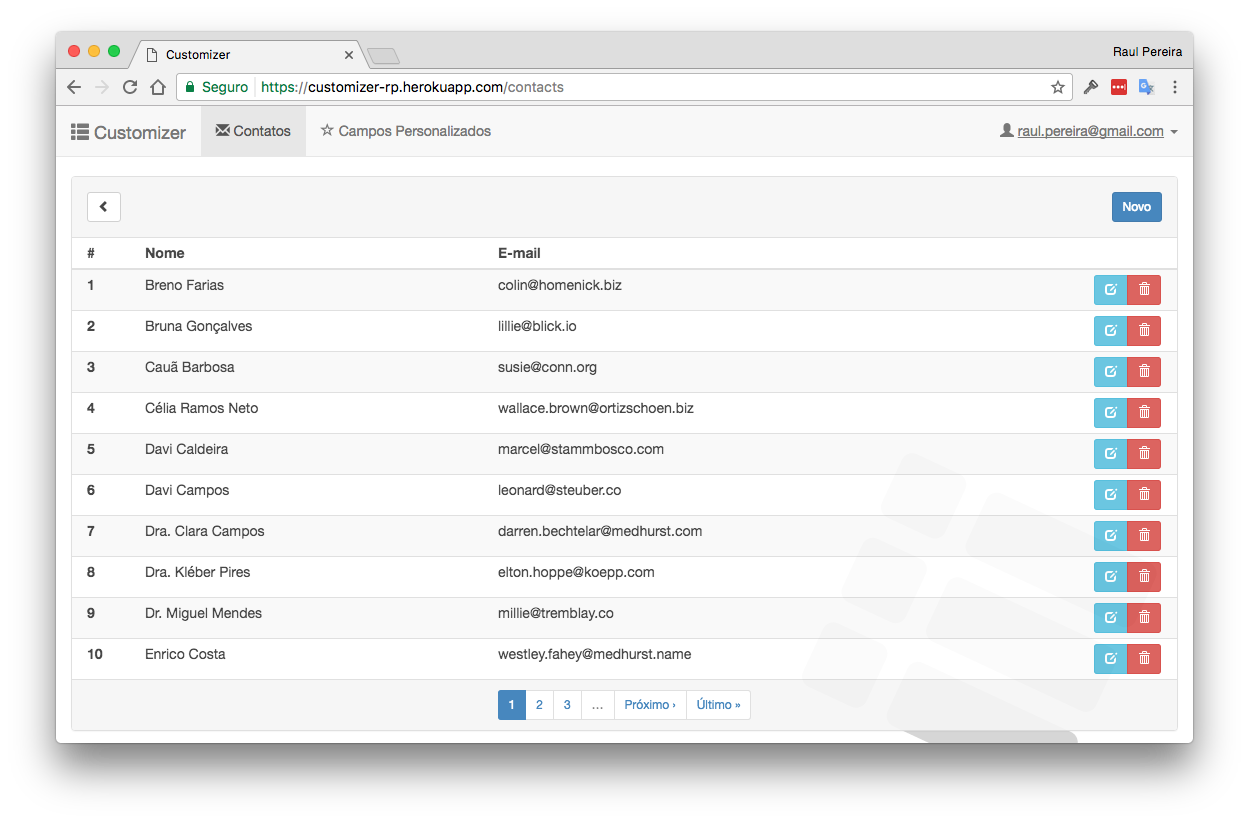 Customizer
Raul Pereira
Seguro https://customizer-rp.herokuapp.com/contacts
Customizer Contatos Campos Personalizados raul.pereira@gmail.com
Novo
# Nome E-mail
1 Breno Farias colin@homenick.biz
2 Bruna Gonçalves lillie@blick.io
3 Cauã Barbosa susie@conn.org
4 Célia Ramos Neto wallace.brown@ortizschoen.biz
5 Davi Caldeira marcel@stammbosco.com
6 Davi Campos leonard@steuber.co
7 Dra. Clara Campos darren.bechtelar@medhurst.com
8 Dra. Kléber Pires elton.hoppe@koepp.com
9 Dr. Miguel Mendes millie@tremblay.co
10 Enrico Costa westley.fahey@medhurst.name
1 2 3 … Próximo › Último »